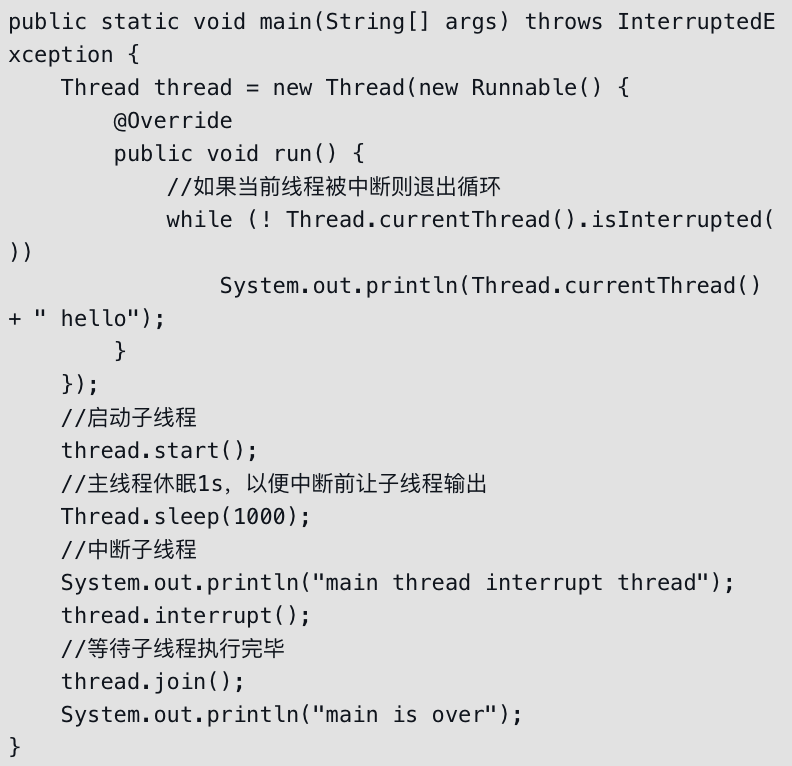 public static void main(String[] args) throws InterruptedE
xception {
    Thread thread = new Thread(new Runnable() {
        @Override
        public void run() {
            //如果当前线程被中断则退出循环
            while (! Thread.currentThread().isInterrupted(
))
                System.out.println(Thread.currentThread()
+ " hello");
        }
    });
    //启动子线程
    thread.start();
    //主线程休眠1s，以便中断前让子线程输出
    Thread.sleep(1000);
    //中断子线程
    System.out.println("main thread interrupt thread");
    thread.interrupt();
    //等待子线程执行完毕
    thread.join();
    System.out.println("main is over");
}